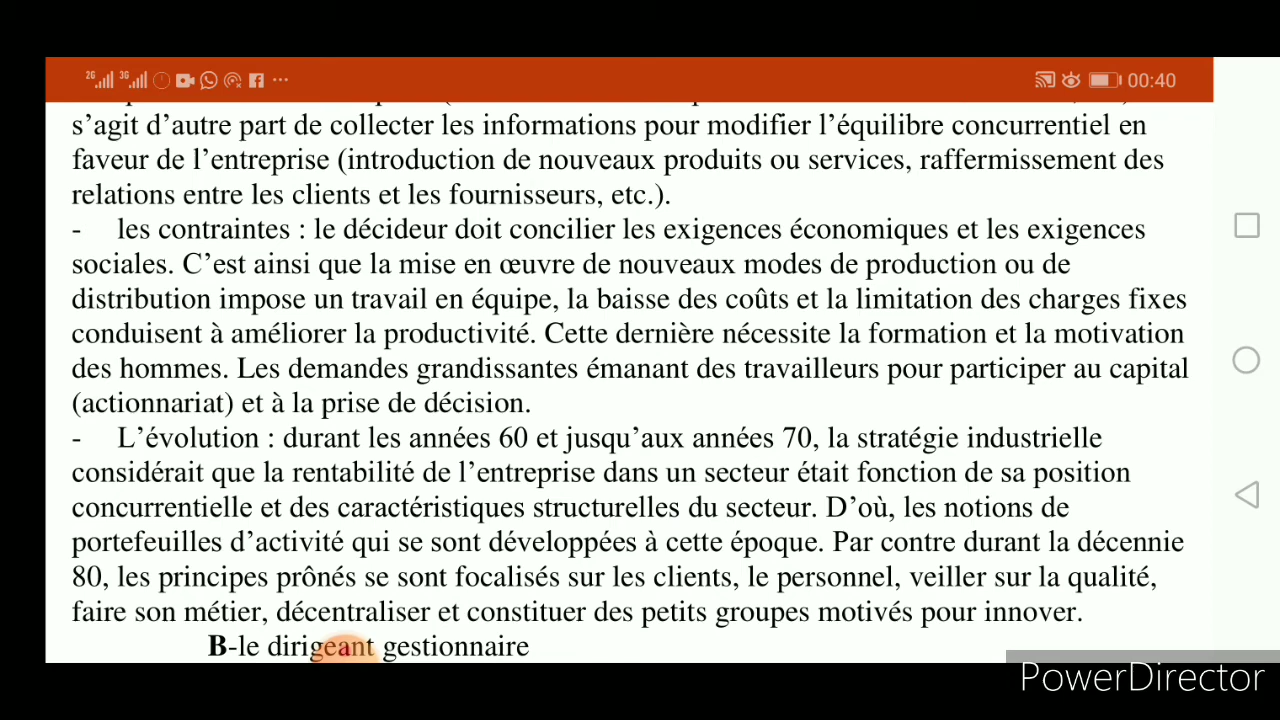 2G 3G 00:40
s’agit d’autre part de collecter les informations pour modifier l’équilibre concurrentiel en
faveur de l’entreprise (introduction de nouveaux produits ou services, raffermissement des
relations entre les clients et les fournisseurs, etc.).
- les contraintes : le décideur doit concilier les exigences économiques et les exigences
sociales. C’est ainsi que la mise en œuvre de nouveaux modes de production ou de
distribution impose un travail en équipe, la baisse des coûts et la limitation des charges fixes
conduisent à améliorer la productivité. Cette dernière nécessite la formation et la motivation
des hommes. Les demandes grandissantes émanant des travailleurs pour participer au capital
(actionnariat) et à la prise de décision.
- L’évolution : durant les années 60 et jusqu’aux années 70, la stratégie industrielle
considérait que la rentabilité de l’entreprise dans un secteur était fonction de sa position
concurrentielle et des caractéristiques structurelles du secteur. D’où, les notions de
portefeuilles d’activité qui se sont développées à cette époque. Par contre durant la décennie
80, les principes prônés se sont focalisés sur les clients, le personnel, veiller sur la qualité,
faire son métier, décentraliser et constituer des petits groupes motivés pour innover.
B-le dirigeant gestionnaire
PowerDirector